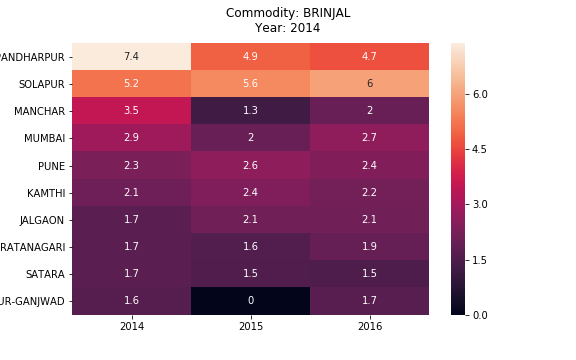 Commodity: BRINJAL
Year: 2014
PANDHARPUR 7.4 4.9 4.7
SOLAPUR 5.2 5.6 6 6.0
MANCHAR 3.5 1.3 2
MUMBAI 2.9 2 2.7 4.5
PUNE 2.3 2.6 2.4
KAMTHI 2.1 2.4 2.2 3.0
JALGAON 1.7 2.1 2.1
RATANAGARI 1.7 1.6 1.9
SATARA 1.7 1.5 1.5 1.5
UR-GANJWAD 1.6 0 1.7 0.0
2014 2015 2016